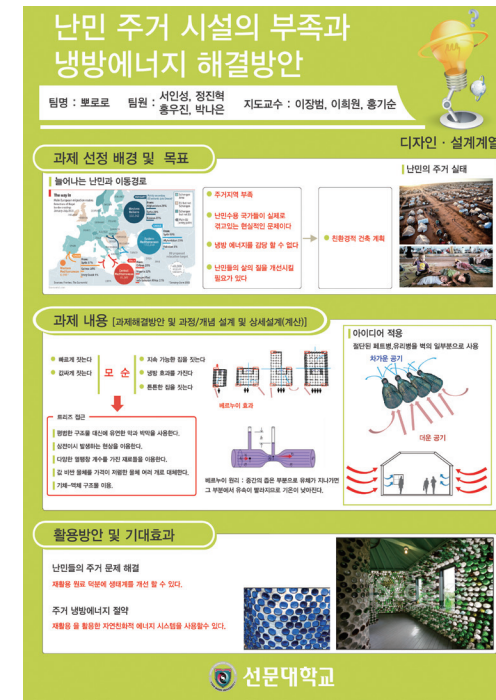 난민 주거 시설의 부족과
냉방에너지 해결방안
팀명 : 뽀로로 팀원 : 서인성, 정진혁
홍우진, 박나은
지도교수 : 이장범, 이희원, 홍기순
디자인 · 설계계열
과제 선정 배경 및 목표
늘어나는 난민과 이동경로
난민의 주거 실태
주거지역 부족
난민수용 국가들이 실제로
겪고있는 현실적인 문제이다
냉방 에너지를 감당 할 수 없다
난민들의 삶의 질을 개선시킬
필요가 있다
친환경적 건축 계획
과제 내용 [과제해결방안 및 과정/개념 설계 및 상세설계(계산)]
빠르게 짓는다
값싸게 짓는다
모 순
지속 가능한 집을 짓는다
냉방 효과를 가진다
튼튼한 집을 짓는다
트리즈 접근
평범한 구조물 대신에 유연한 막과 박막을 사용한다.
상전이시 발생하는 현상을 이용한다.
다양한 열팽창 계수를 가진 재료들을 이용한다.
값 비싼 물체를 가격이 저렴한 물체 여러 개로 대체한다.
기체-액체 구조물 이용.
베르누이 효과
베르누이 원리 : 중간의 좁은 부분으로 유체가 지나가면
그 부분에서 유속이 빨라지므로 기온이 낮아진다.
아이디어 적용
절단된 페트병,유리병을 벽의 일부분으로 사용
차가운 공기
더운 공기
활용방안 및 기대효과
난민들의 주거 문제 해결
재활용 원료 덕분에 생태계를 개선 할 수 있다.
주거 냉방에너지 절약
재활용 을 활용한 자연친화적 에너지 시스템을 사용할수 있다.
선문대학교